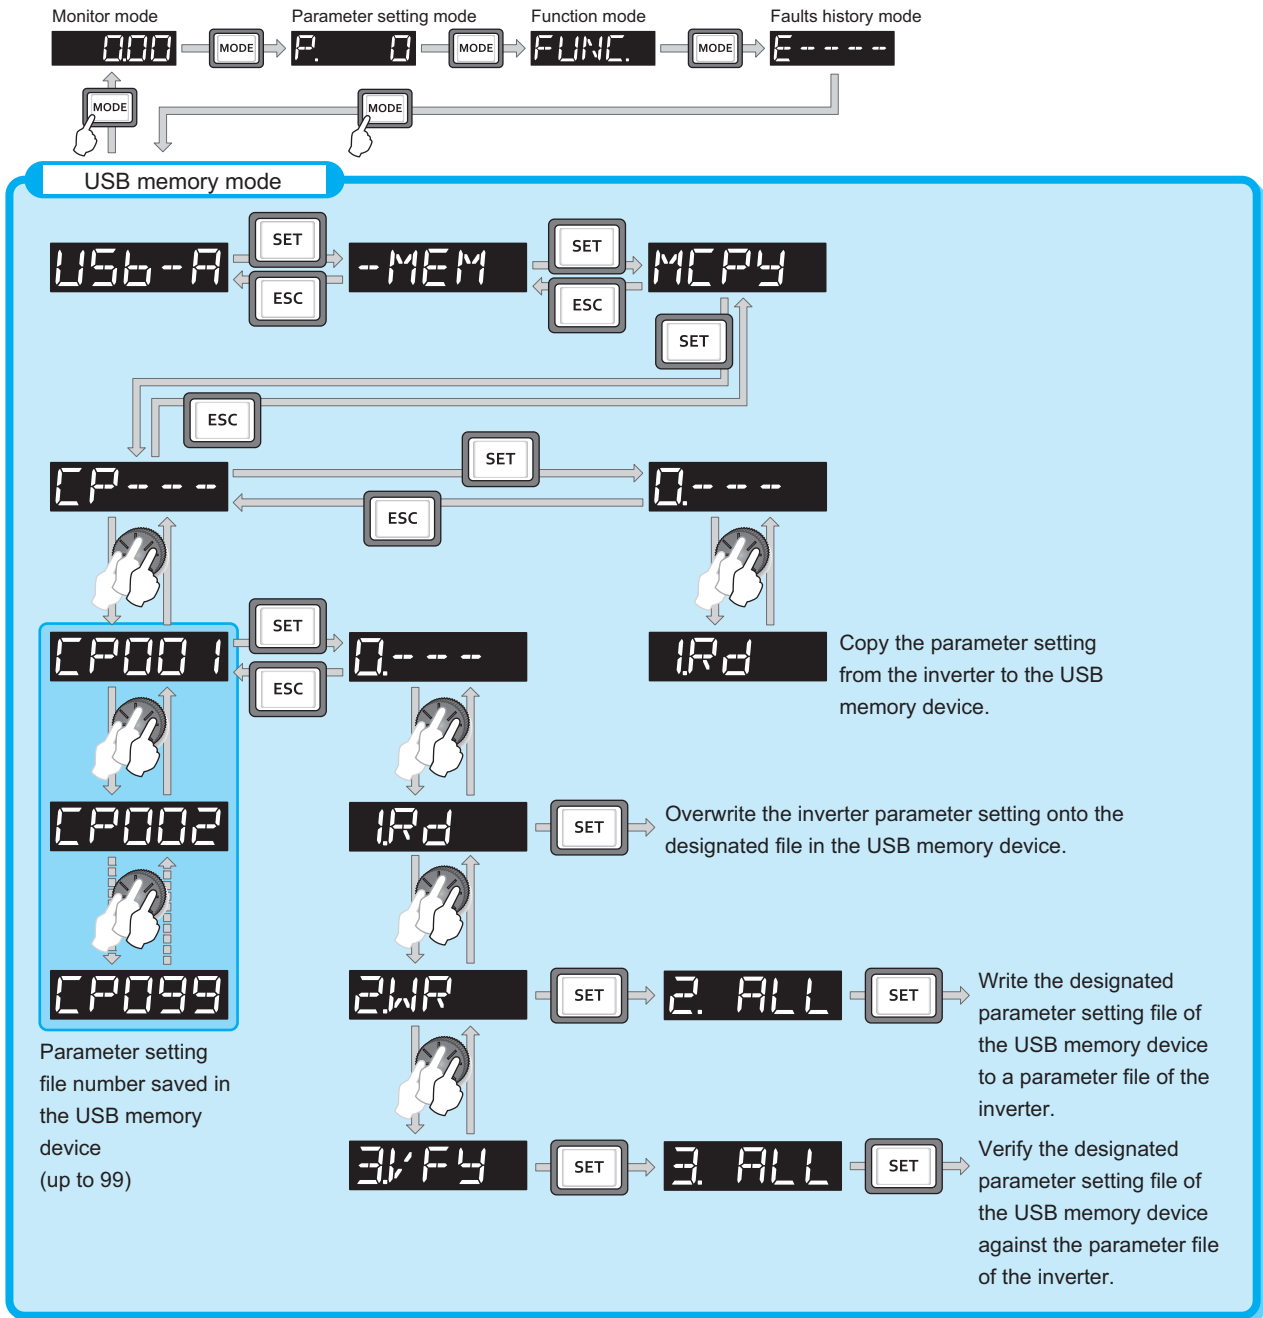 Monitor mode
Parameter setting mode
Function mode
Faults history mode
0.00
MODE
P. 0
MODE
FUNC.
MODE
E-----
MODE
MODE
USB memory mode
USb-A
SET
ESC
-MEM
SET
ESC
MCPY
SET
ESC
CP---
SET
ESC
0.---
CP001
SET
ESC
0.---
1.Rd
Copy the parameter setting
from the inverter to the USB
memory device.
CP002
1.Rd
SET
Overwrite the inverter parameter setting onto the
designated file in the USB memory device.
CP099
2.WR
SET
2. ALL
SET
Write the designated
parameter setting file of
the USB memory device
to a parameter file of the
inverter.
Parameter setting
file number saved in
the USB memory
device
(up to 99)
3.VFY
SET
3. ALL
SET
Verify the designated
parameter setting file of
the USB memory device
against the parameter file
of the inverter.